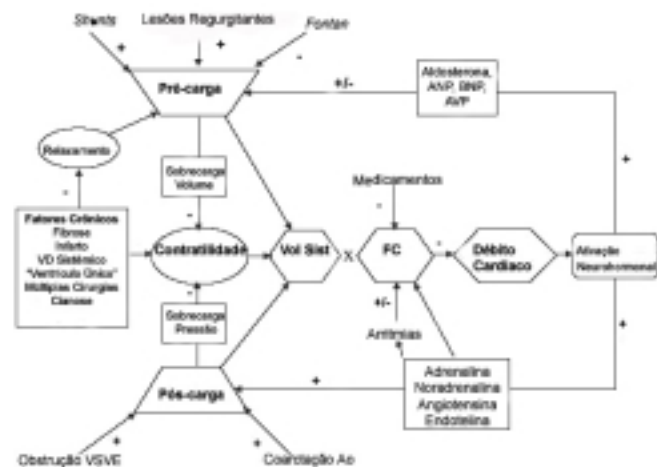 Shunts
Lesões Regurgitantes
Fontan
+
+
-
Pré-carga
+/-
Aldosterona,
ANP, BNP,
AVP
Relaxamento
+
-
Sobrecarga
Volume
Medicamentos
-
-
Fatores Crônicos
Fibrose
Infarto
VD Sistêmico
"Ventrículo Único"
Múltiplas Cirurgias
Cianose
Contratilidade
Vol Sist
X
FC
-
Débito
Cardíaco
Ativação
Neurohormonal
-
Sobrecarga
Pressão
+/-
Arritmias
+
Adrenalina
Noradrenalina
Angiotensina
Endotelina
+
Pós-carga
+
+
Obstrução VSVE
Coarctação Ao